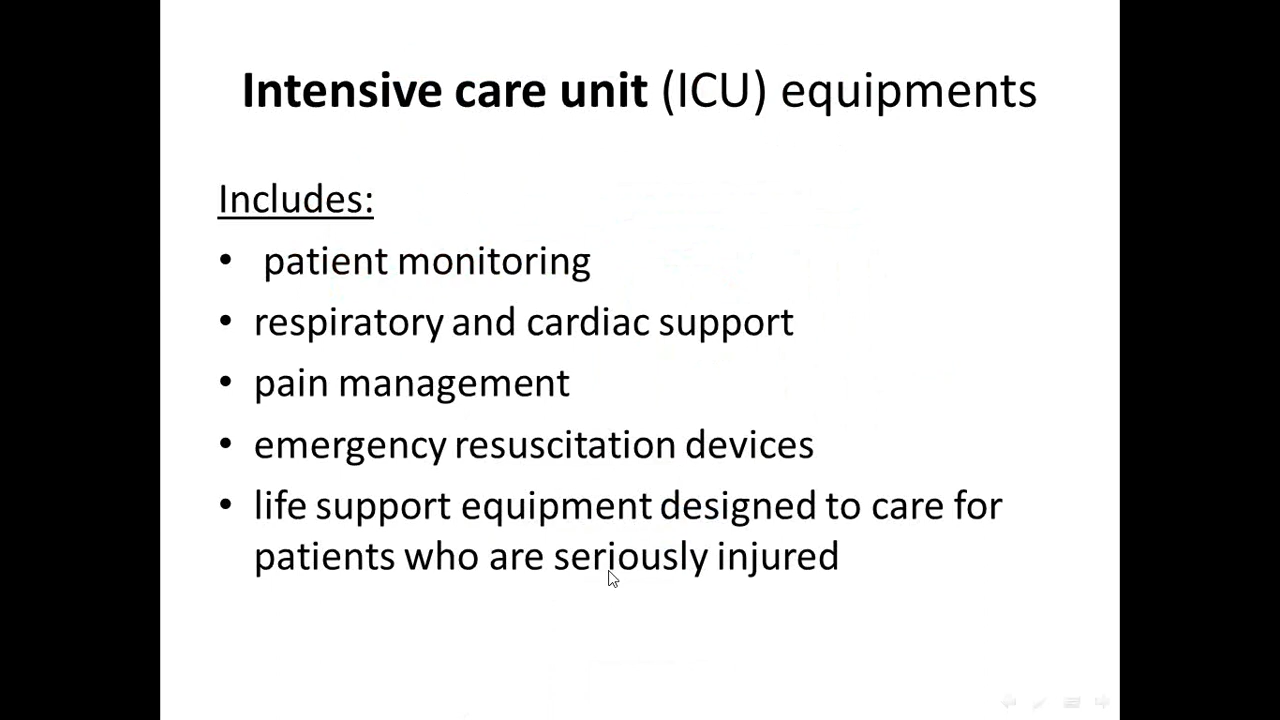 Intensive care unit (ICU) equipments
Includes:
• patient monitoring
• respiratory and cardiac support
• pain management
• emergency resuscitation devices
• life support equipment designed to care for
patients who are seriously injured